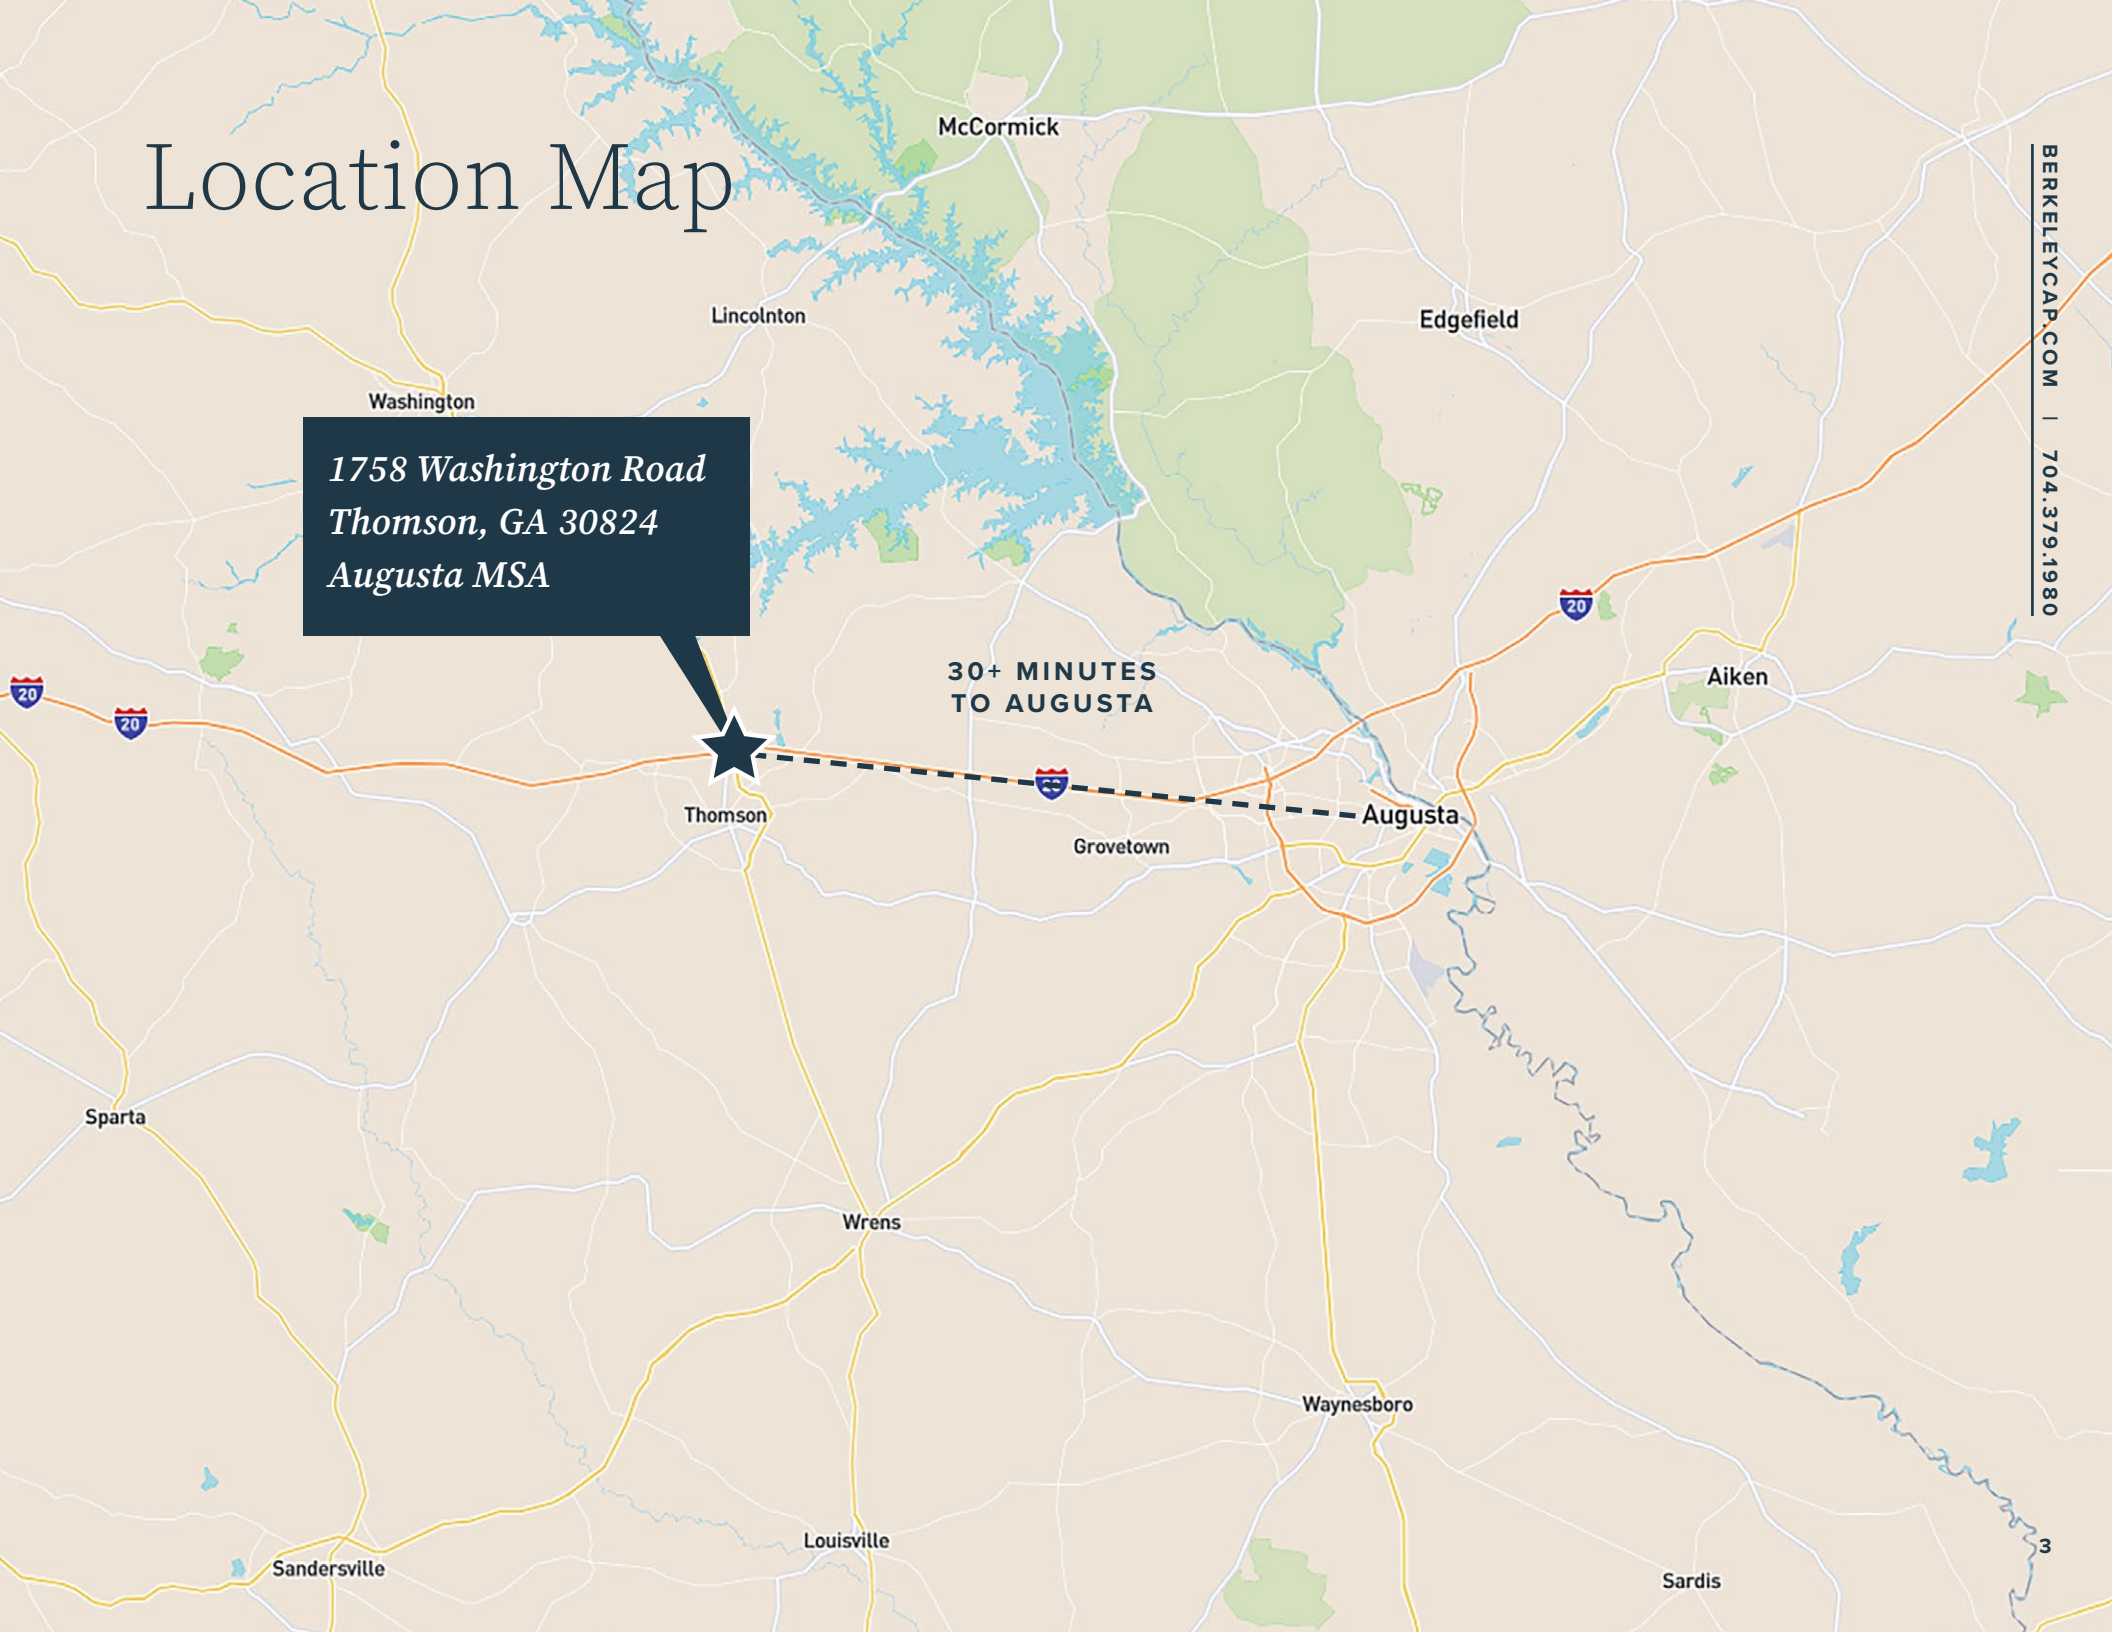 Location Map
McCormick
Lincolnton
Edgefield
Washington
1758 Washington Road
Thomson, GA 30824
Augusta MSA
20
30+ MINUTES
TO AUGUSTA
Aiken
20
20
Thomson
20
Augusta
Grovetown
Sparta
Wrens
Waynesboro
Louisville
Sandersville
Sardis
BERKELEYCAP.COM | 704.379.1980
3